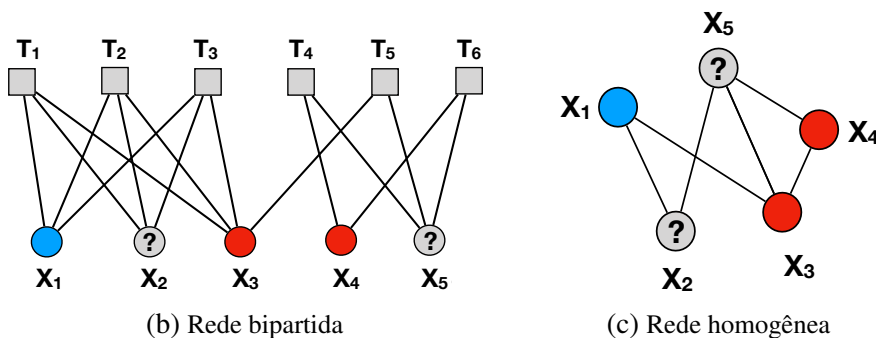 T₁ T₂ T₃ T₄ T₅ T₆
? ?
X₁ X₂ X₃ X₄ X₅
(b) Rede bipartida
X₅
?
X₁
X₄
?
X₃
X₂
(c) Rede homogênea